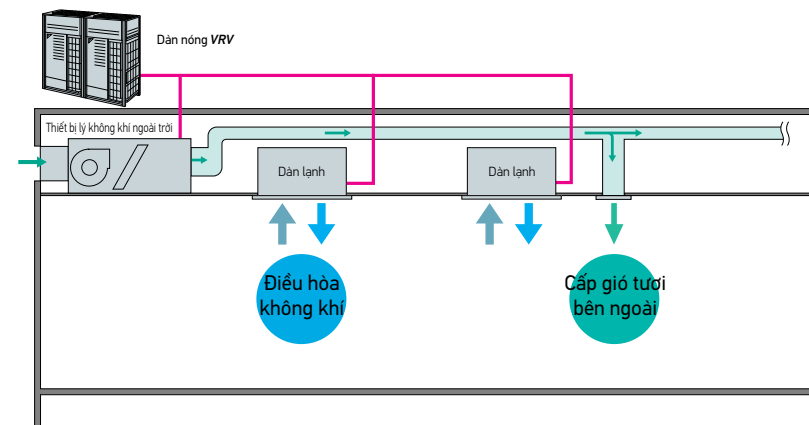 Dàn nóng VRV
Thiết bị lý không khí ngoài trời
Dàn lạnh
Dàn lạnh
Điều hòa
không khí
Cấp gió tươi
bên ngoài